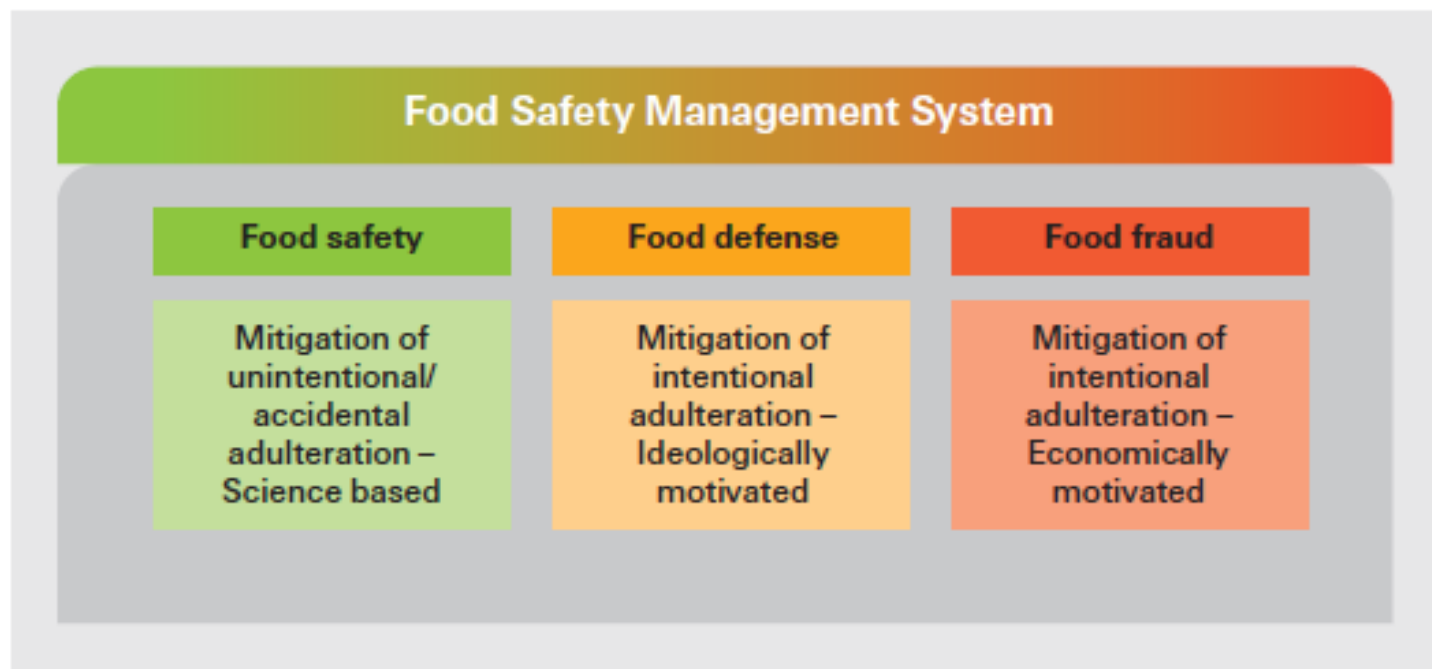 Food Safety Management System
Food safety
Mitigation of
unintentional/
accidental
adulteration –
Science based
Food defense
Mitigation of
intentional
adulteration –
Ideologically
motivated
Food fraud
Mitigation of
intentional
adulteration –
Economically
motivated